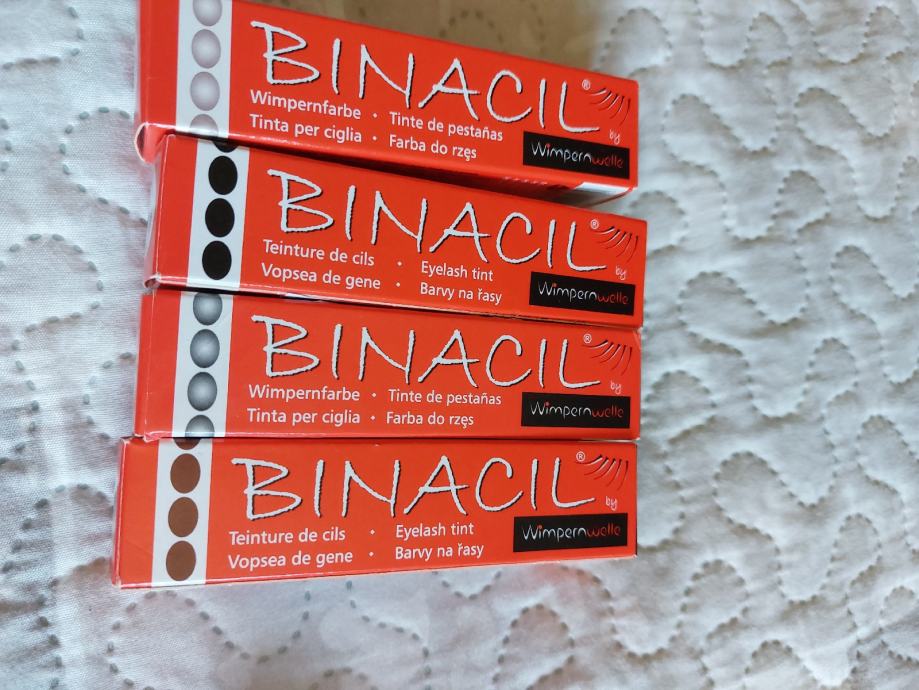 BINACIL®
Wimpernfarbe • Tinte de pestañas
Tinta per ciglia • Farba do rzęs
by
Wimpernwelle
BINACIL®
Teinture de cils • Eyelash tint
Vopsea de gene • Barvy na řasy
by
Wimpernwelle
BINACIL®
Wimpernfarbe • Tinte de pestañas
Tinta per ciglia • Farba do rzęs
by
Wimpernwelle
BINACIL®
Teinture de cils • Eyelash tint
Vopsea de gene • Barvy na řasy
by
Wimpernwelle